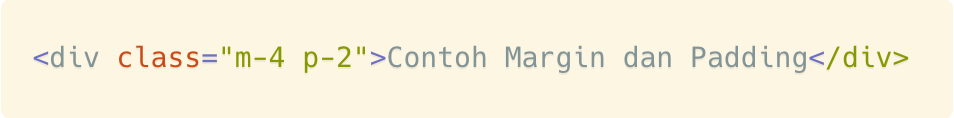 <div class="m-4 p-2">Contoh Margin dan Padding</div>